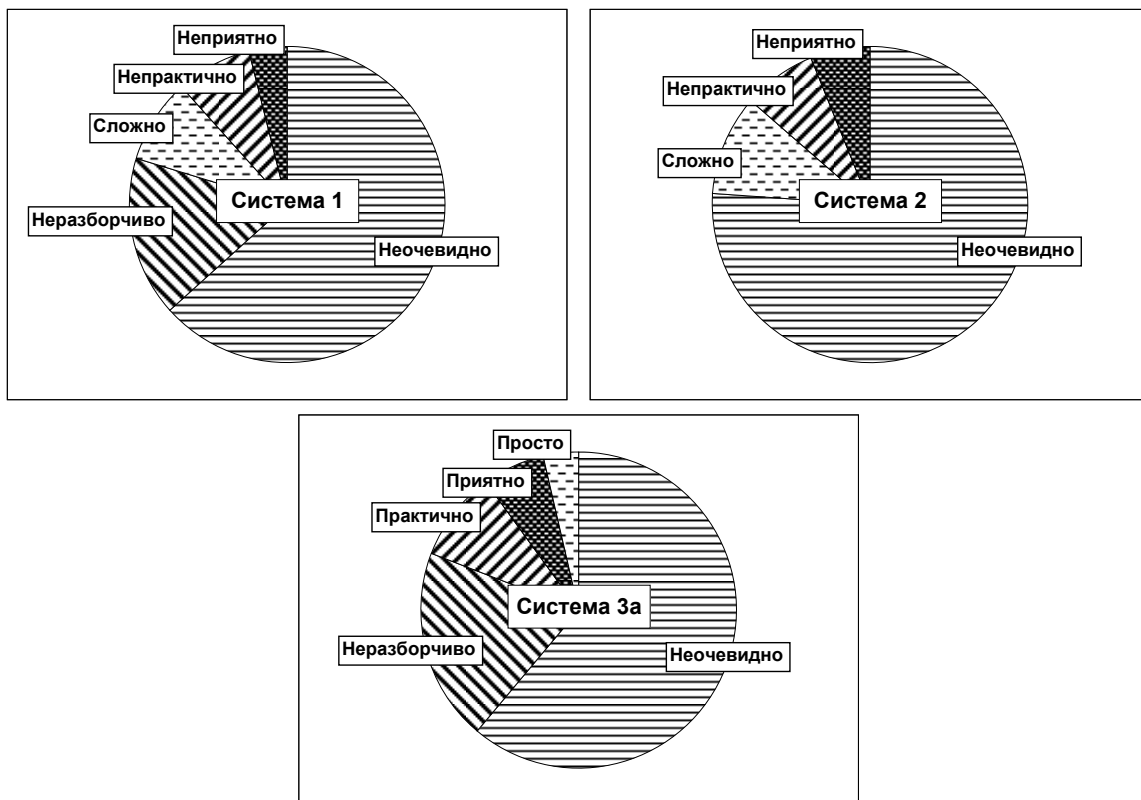 Неприятно
Непрактично
Сложно
Система 1
Неразборчиво
Неочевидно
Неприятно
Непрактично
Сложно
Система 2
Неочевидно
Просто
Приятно
Практично
Система 3а
Неразборчиво
Неочевидно